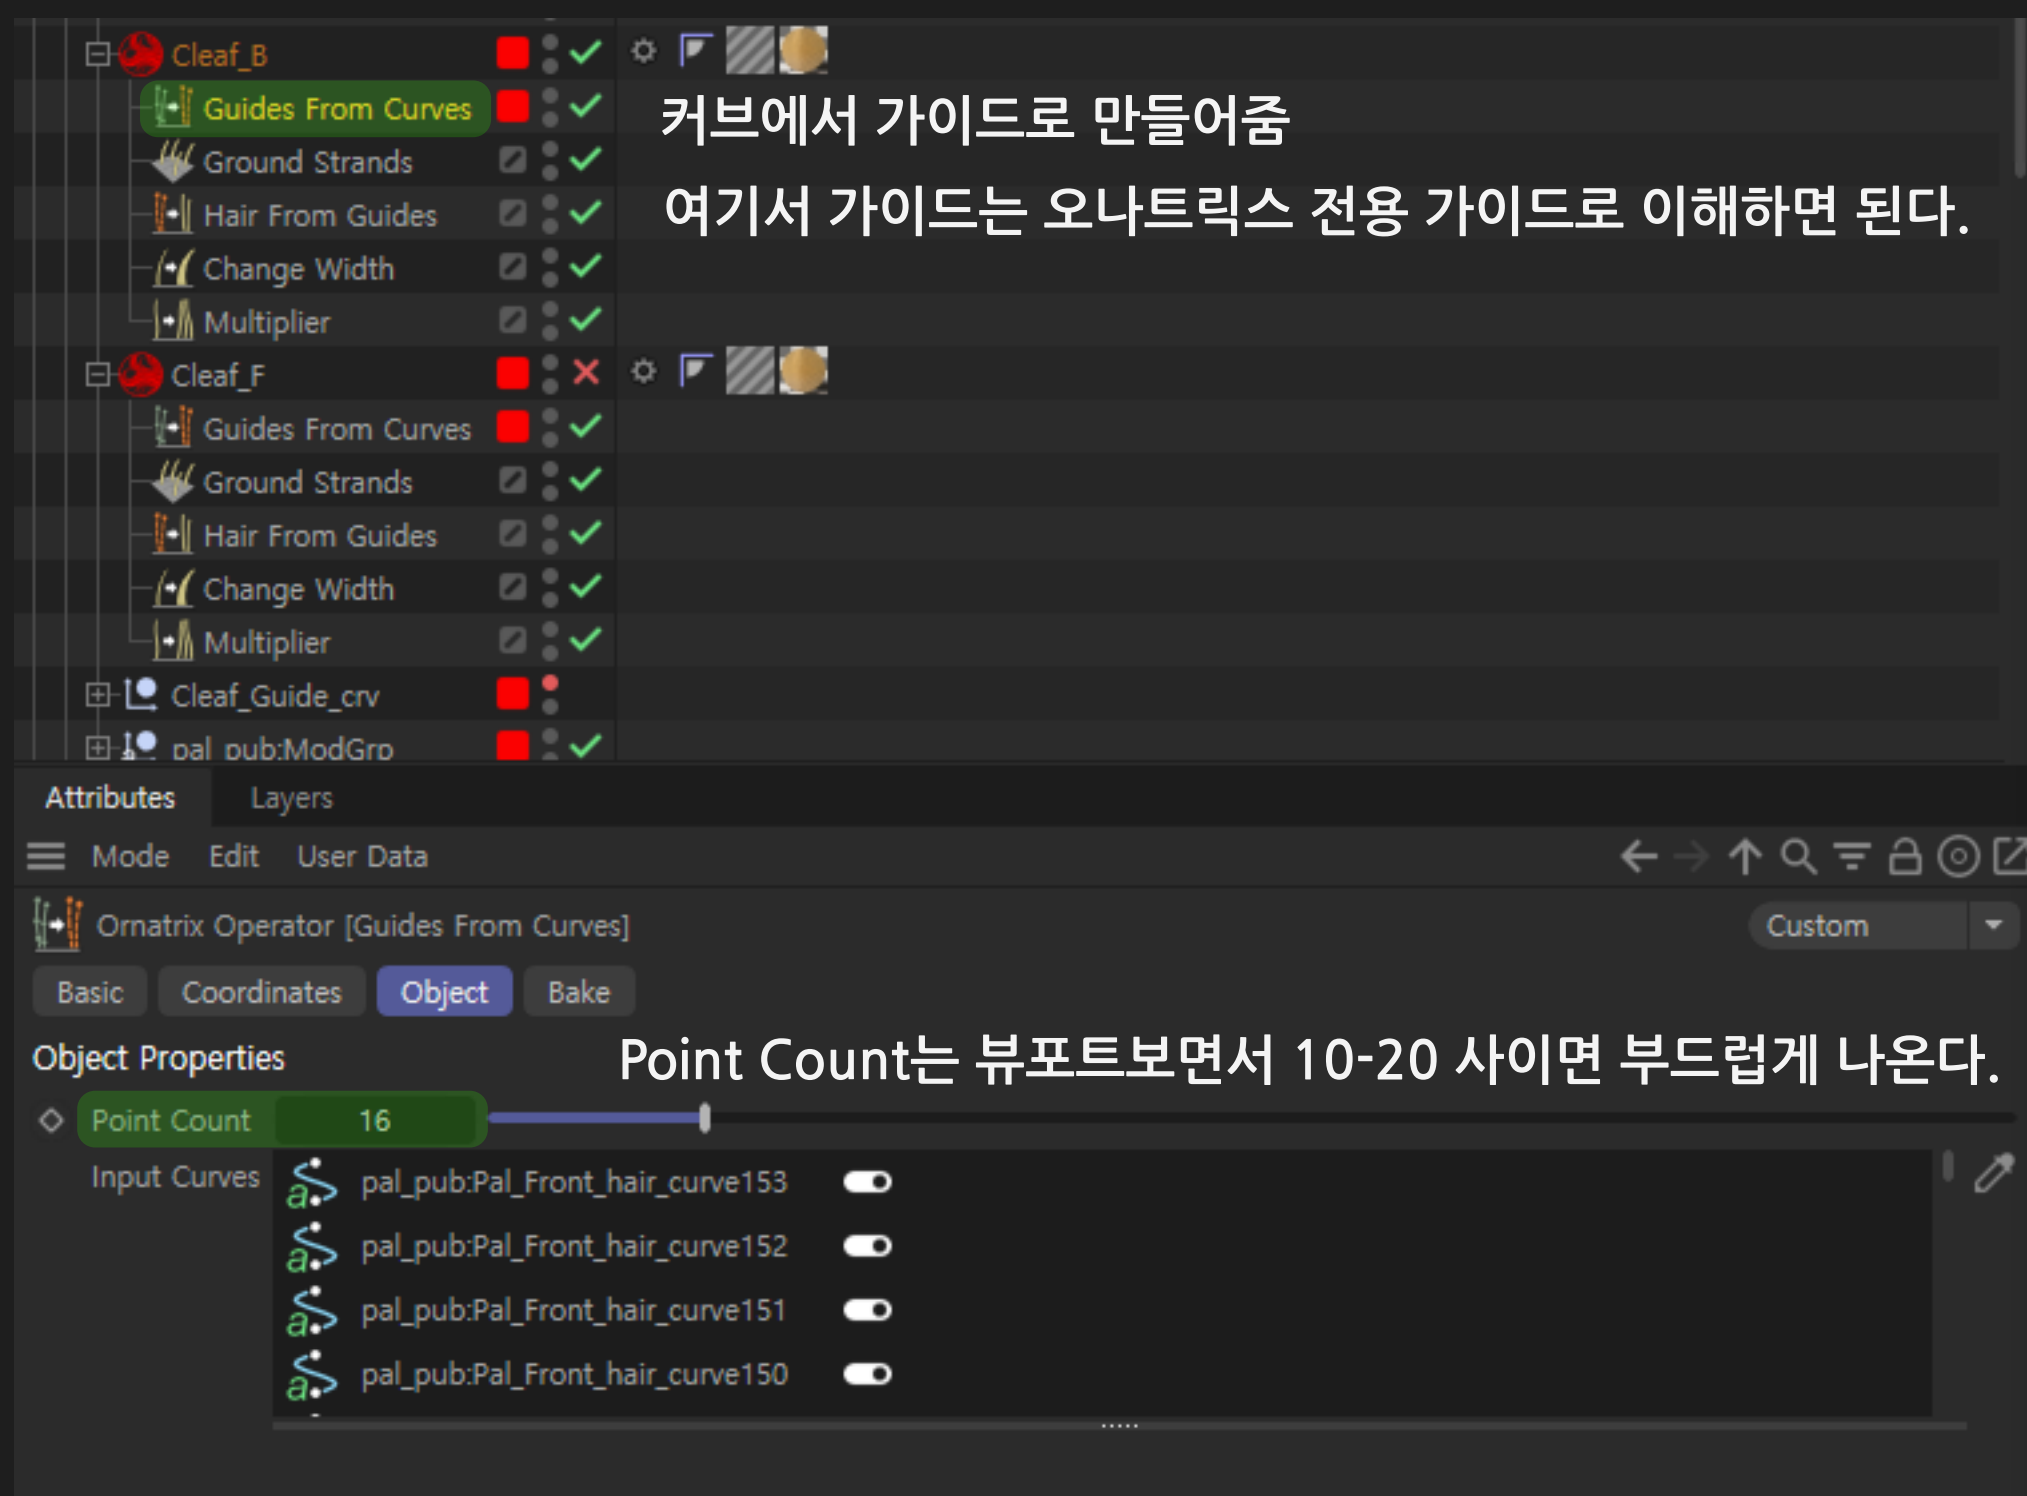 Cleaf_B
Guides From Curves
커브에서 가이드로 만들어줌
Ground Strands
여기서 가이드는 오나트릭스 전용 가이드로 이해하면 된다.
Hair From Guides
Change Width
Multiplier
Cleaf_F
Guides From Curves
Ground Strands
Hair From Guides
Change Width
Multiplier
Cleaf_Guide_crv
pal_pub:ModGrp
Attributes Layers
Mode Edit User Data
Ornatrix Operator [Guides From Curves] Custom
Basic Coordinates Object Bake
Object Properties
Point Count는 뷰포트보면서 10-20 사이면 부드럽게 나온다.
Point Count 16
Input Curves
pal_pub:Pal_Front_hair_curve153
pal_pub:Pal_Front_hair_curve152
pal_pub:Pal_Front_hair_curve151
pal_pub:Pal_Front_hair_curve150